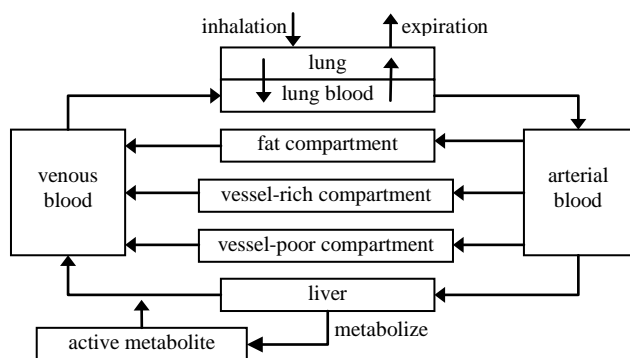 inhalation
expiration
lung
lung blood
fat compartment
venous
blood
vessel-rich compartment
arterial
blood
vessel-poor compartment
liver
metabolize
active metabolite